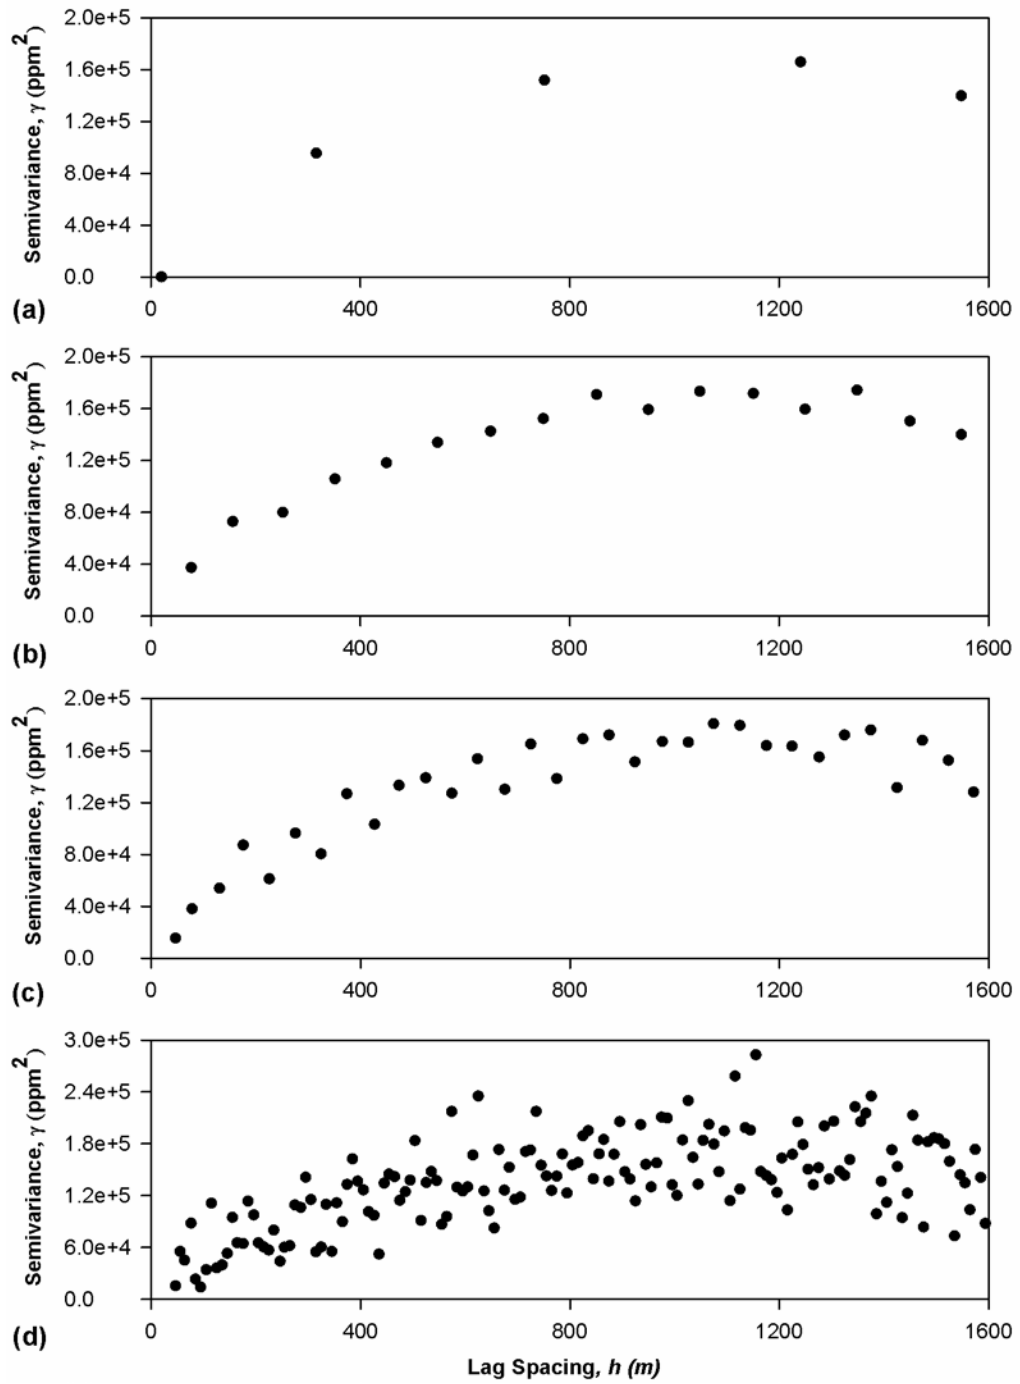 2.0e+5
1.6e+5
1.2e+5
8.0e+4
4.0e+4
0.0
Semivariance, γ (ppm²)
0 400 800 1200 1600
(a)
2.0e+5
1.6e+5
1.2e+5
8.0e+4
4.0e+4
0.0
Semivariance, γ (ppm²)
0 400 800 1200 1600
(b)
2.0e+5
1.6e+5
1.2e+5
8.0e+4
4.0e+4
0.0
Semivariance, γ (ppm²)
0 400 800 1200 1600
(c)
3.0e+5
2.4e+5
1.8e+5
1.2e+5
6.0e+4
0.0
Semivariance, γ (ppm²)
0 400 800 1200 1600
(d)
Lag Spacing, h (m)